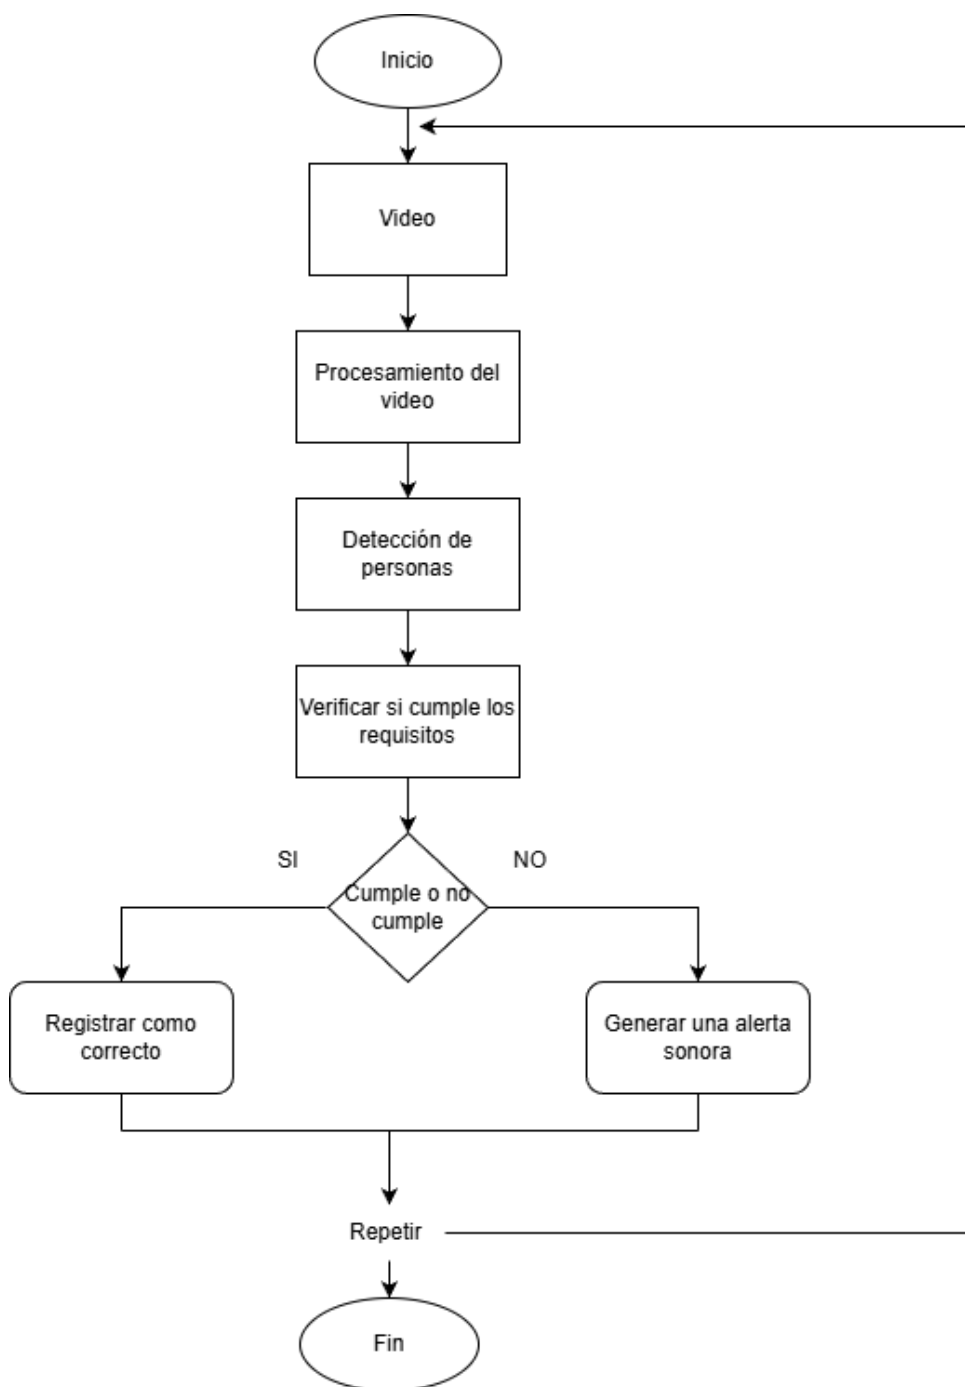 Inicio
Video
Procesamiento del
video
Detección de
personas
Verificar si cumple los
requisitos
SI
NO
Cumple o no
cumple
Registrar como
correcto
Generar una alerta
sonora
Repetir
Fin